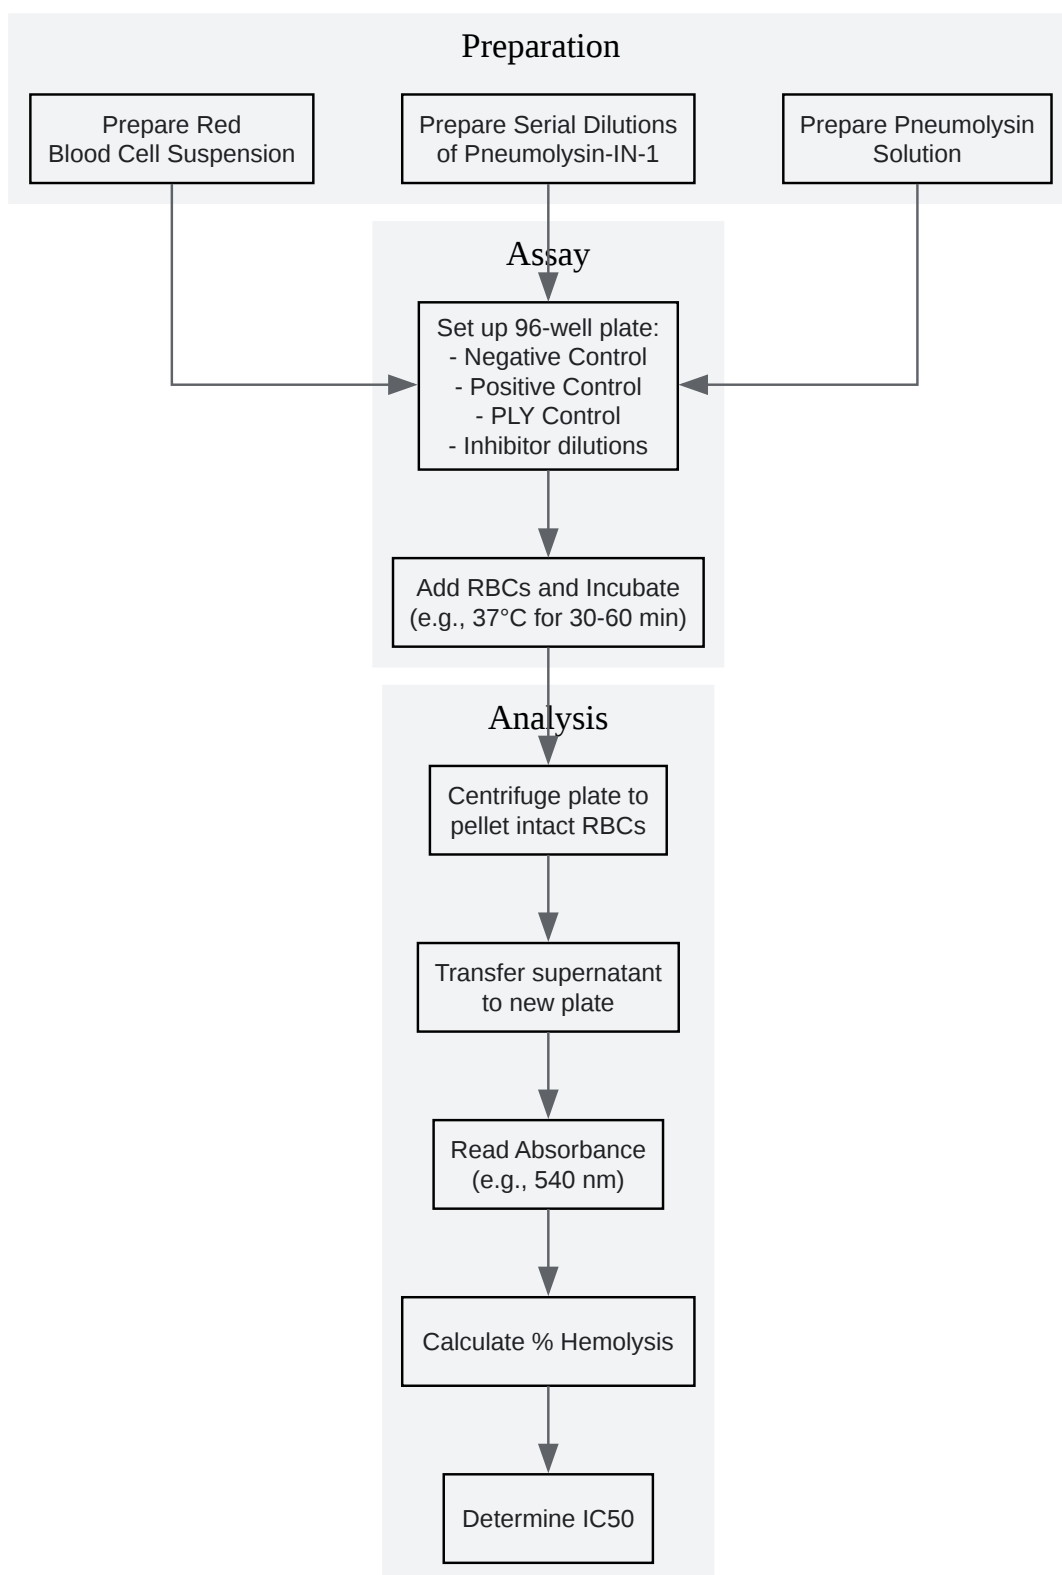 Preparation
Prepare Red
Blood Cell Suspension
Prepare Serial Dilutions
of Pneumolysin-IN-1
Prepare Pneumolysin
Solution
Assay
Set up 96-well plate:
- Negative Control
- Positive Control
- PLY Control
- Inhibitor dilutions
Add RBCs and Incubate
(e.g., 37°C for 30-60 min)
Analysis
Centrifuge plate to
pellet intact RBCs
Transfer supernatant
to new plate
Read Absorbance
(e.g., 540 nm)
Calculate % Hemolysis
Determine IC50